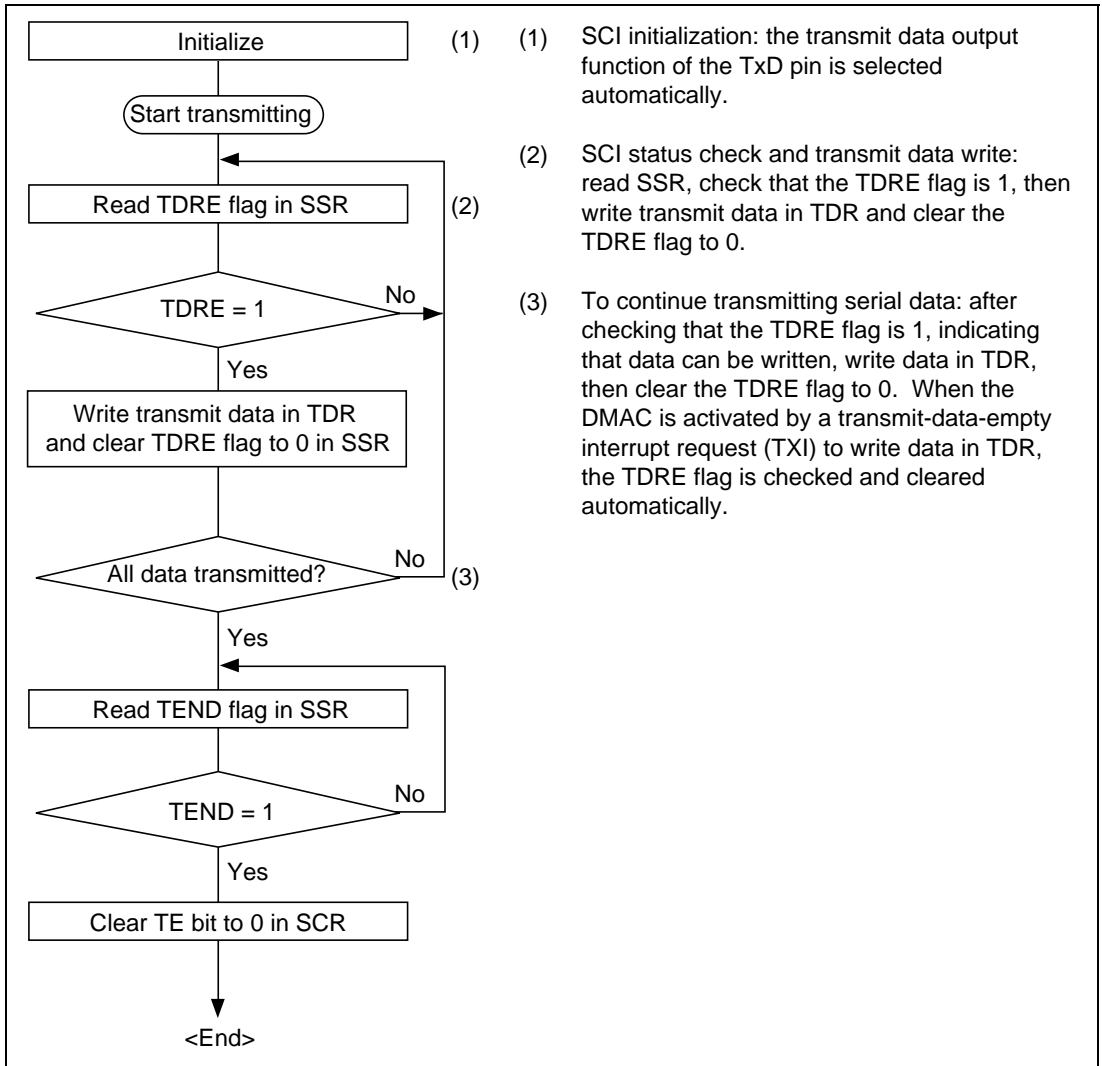 Initialize
(1)
Start transmitting
Read TDRE flag in SSR
(2)
TDRE = 1
No
Yes
Write transmit data in TDR
and clear TDRE flag to 0 in SSR
All data transmitted?
No
(3)
Yes
Read TEND flag in SSR
TEND = 1
No
Yes
Clear TE bit to 0 in SCR
<End>
(1) SCI initialization: the transmit data output
function of the TxD pin is selected
automatically.
(2) SCI status check and transmit data write:
read SSR, check that the TDRE flag is 1, then
write transmit data in TDR and clear the
TDRE flag to 0.
(3) To continue transmitting serial data: after
checking that the TDRE flag is 1, indicating
that data can be written, write data in TDR,
then clear the TDRE flag to 0. When the
DMAC is activated by a transmit-data-empty
interrupt request (TXI) to write data in TDR,
the TDRE flag is checked and cleared
automatically.